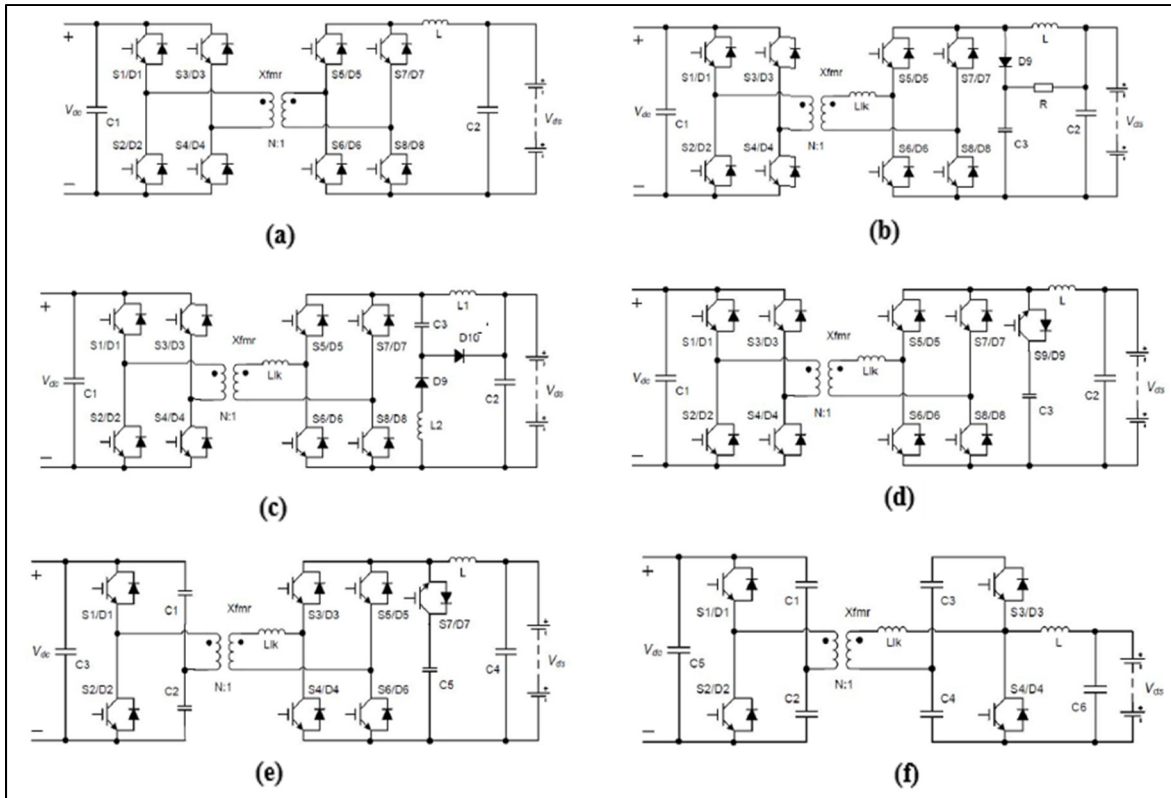 + L +
S1/D1 S3/D3 Xfmr S5/D5 S7/D7
Vdc C1 C2
S2/D2 S4/D4 N:1 S6/D6 S8/D8
−
(a)
+ L
D9
S1/D1 S3/D3 Xfmr S5/D5 S7/D7
R
Vdc C1 Llk C2 Vds
S2/D2 S4/D4 N:1 S6/D6 S8/D8 C3
−
(b)
+ L1
C3
S1/D1 S3/D3 Xfmr S5/D5 S7/D7 D10
Vdc C1 Llk D9 C2 Vds
S2/D2 S4/D4 N:1 S6/D6 S8/D8 L2
−
(c)
+ L
S1/D1 S3/D3 Xfmr S5/D5 S7/D7 S9/D9
Vdc C1 Llk C2 Vds
S2/D2 S4/D4 N:1 S6/D6 S8/D8 C3
−
(d)
+ L
S1/D1 C1 Xfmr S3/D3 S5/D5 S7/D7
Vdc C3 Llk C4 Vds
S2/D2 C2 N:1 S4/D4 S6/D6 C5
−
(e)
+
S1/D1 C1 Xfmr C3 S3/D3
Vdc C5 Llk L Vds
S2/D2 C2 N:1 C4 S4/D4 C6
−
(f)